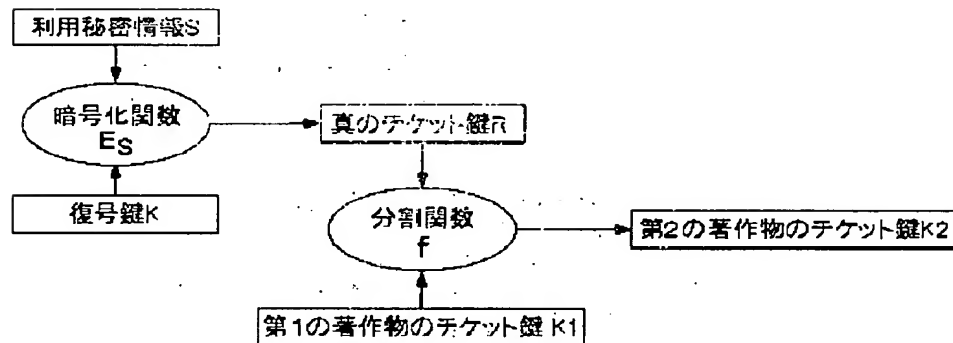 利用秘密情報S
暗号化関数
ES
真のチケット鍵R
復号鍵K
分割関数
f
第2の著作物のチケット鍵K2
第1の著作物のチケット鍵 K1